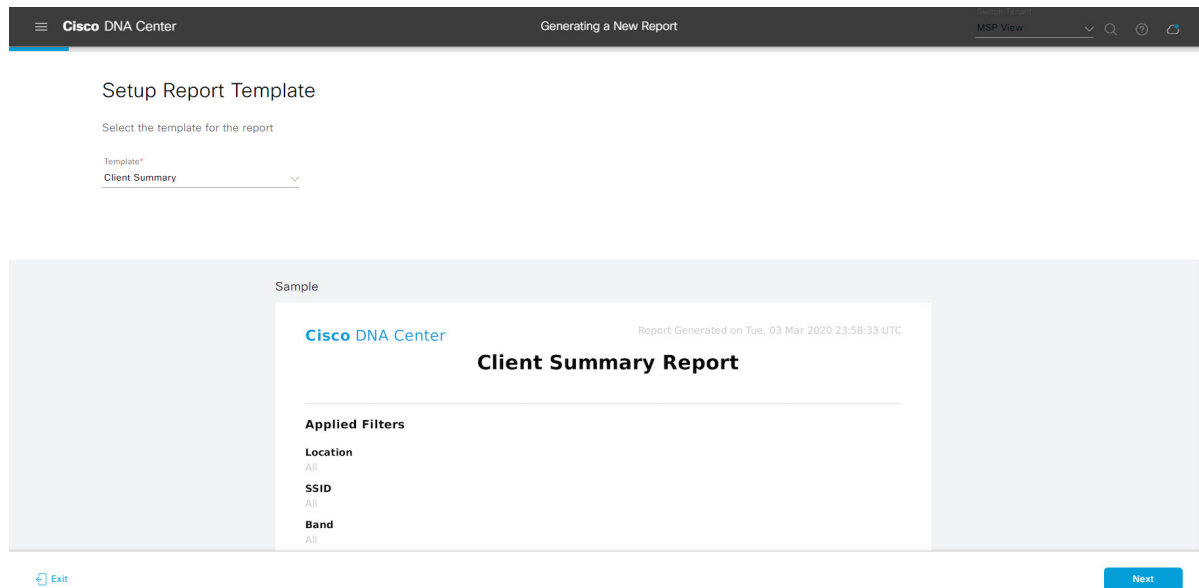 Cisco DNA Center
Generating a New Report
MSP View
Setup Report Template
Select the template for the report
Template*
Client Summary
Sample
Cisco DNA Center
Report Generated on Tue, 03 Mar 2020 23:58:33 UTC
Client Summary Report
Applied Filters
Location
All
SSID
All
Band
All
Exit
Next